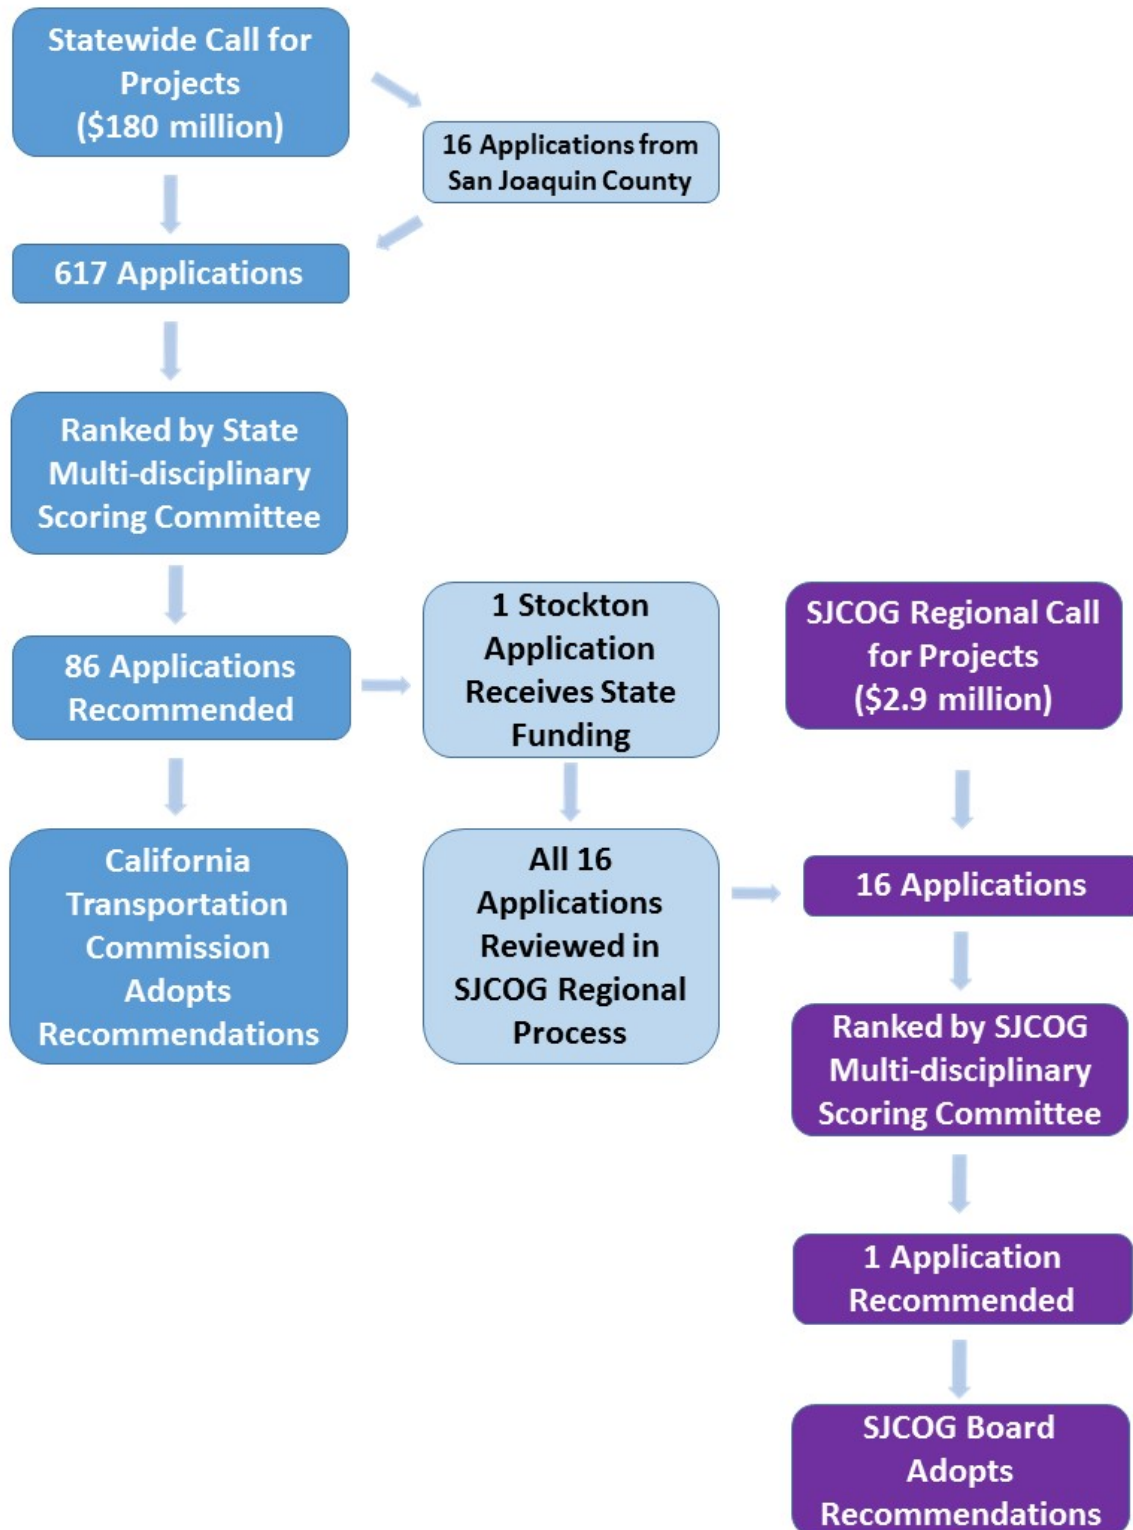 Statewide Call for
Projects
($180 million)
16 Applications from
San Joaquin County
617 Applications
Ranked by State
Multi-disciplinary
Scoring Committee
86 Applications
Recommended
1 Stockton
Application
Receives State
Funding
SJCOG Regional Call
for Projects
($2.9 million)
California
Transportation
Commission
Adopts
Recommendations
All 16
Applications
Reviewed in
SJCOG Regional
Process
16 Applications
Ranked by SJCOG
Multi-disciplinary
Scoring Committee
1 Application
Recommended
SJCOG Board
Adopts
Recommendations